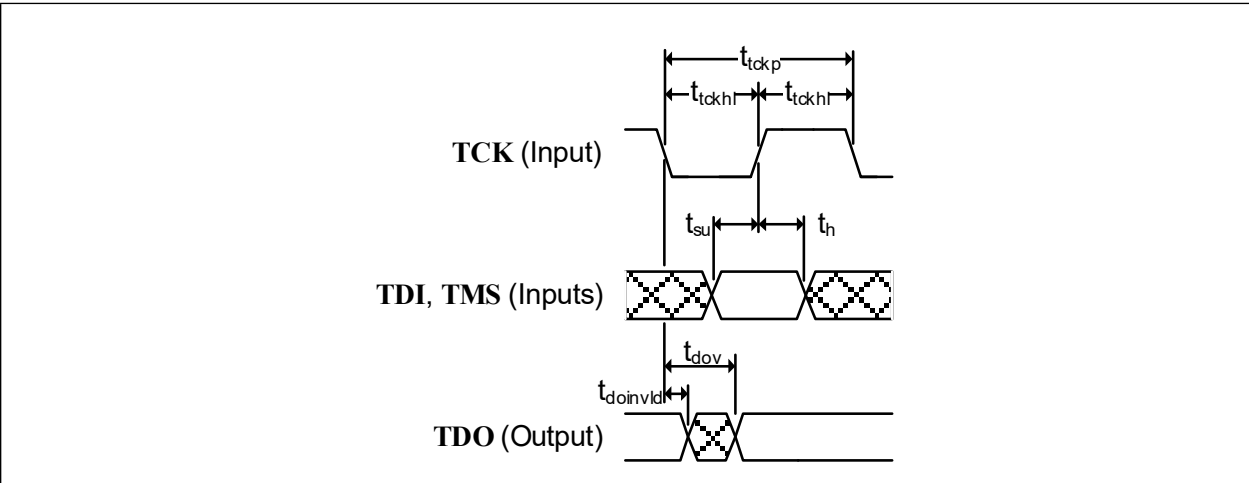 ttckp
ttckhl ttckhl
TCK (Input)
tsu th
TDI, TMS (Inputs)
tdov
tdoinvld
TDO (Output)